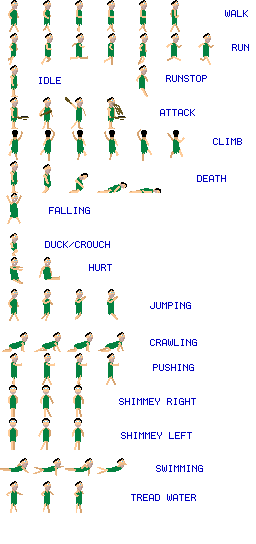 WALK
RUN
IDLE
RUNSTOP
ATTACK
CLIMB
DEATH
FALLING
DUCK/CROUCH
HURT
JUMPING
CRAWLING
PUSHING
SHIMMEY RIGHT
SHIMMEY LEFT
SWIMMING
TREAD WATER